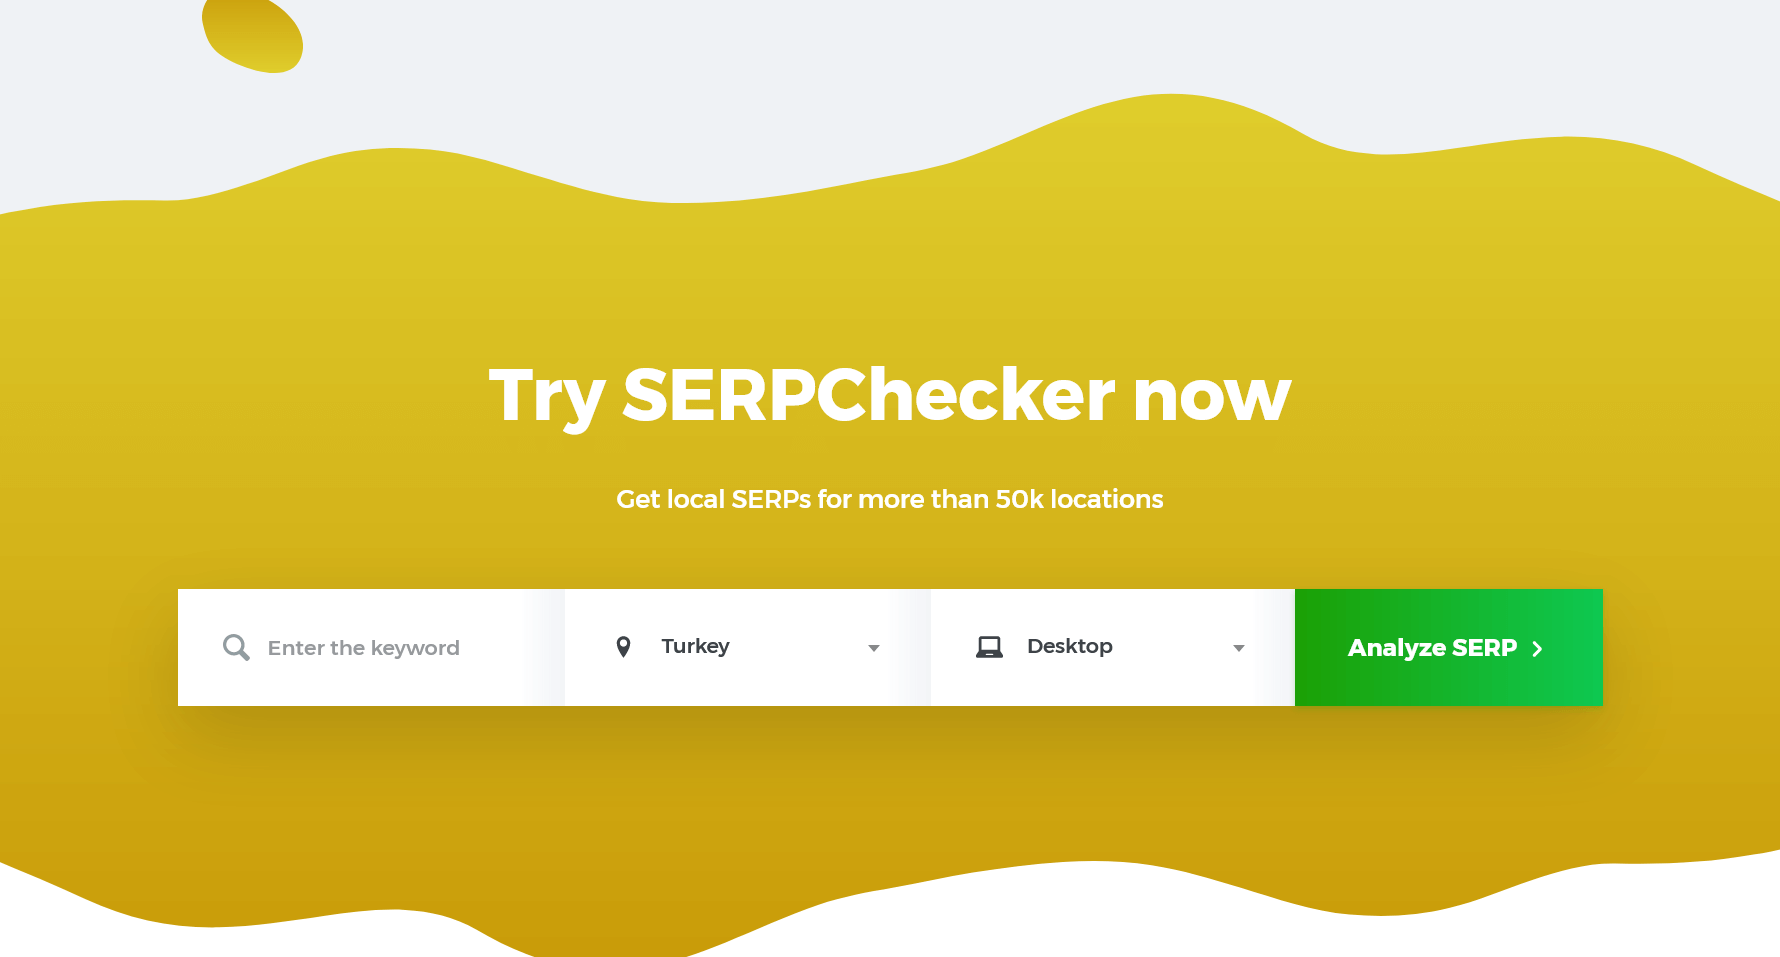 Try SERPChecker now
Get local SERPs for more than 50k locations
Enter the keyword
Turkey
Desktop
Analyze SERP